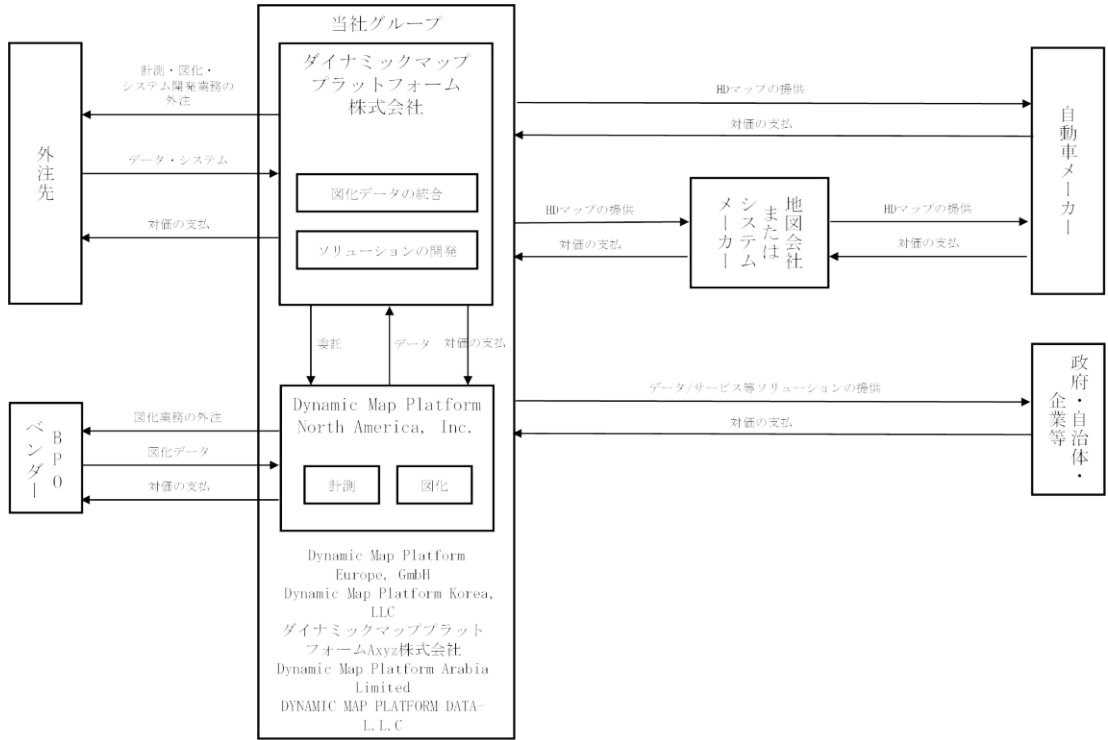 当社グループ
ダイナミックマップ
プラットフォーム
株式会社
図化データの統合
ソリューションの開発
外注先
計測・図化・
システム開発業務の
外注
データ・システム
対価の支払
HDマップの提供
対価の支払
自動車メーカー
HDマップの提供
対価の支払
地図会社
または
システム
メーカー
HDマップの提供
対価の支払
委託
データ
対価の支払
Dynamic Map Platform
North America, Inc.
計測
図化
BPO
ベンダー
図化業務の外注
図化データ
対価の支払
データ/サービス等ソリューションの提供
対価の支払
政府・自治体・
企業等
Dynamic Map Platform
Europe, GmbH
Dynamic Map Platform Korea,
LLC
ダイナミックマッププラット
フォームAxyz株式会社
Dynamic Map Platform Arabia
Limited
DYNAMIC MAP PLATFORM DATA-
L.L.C